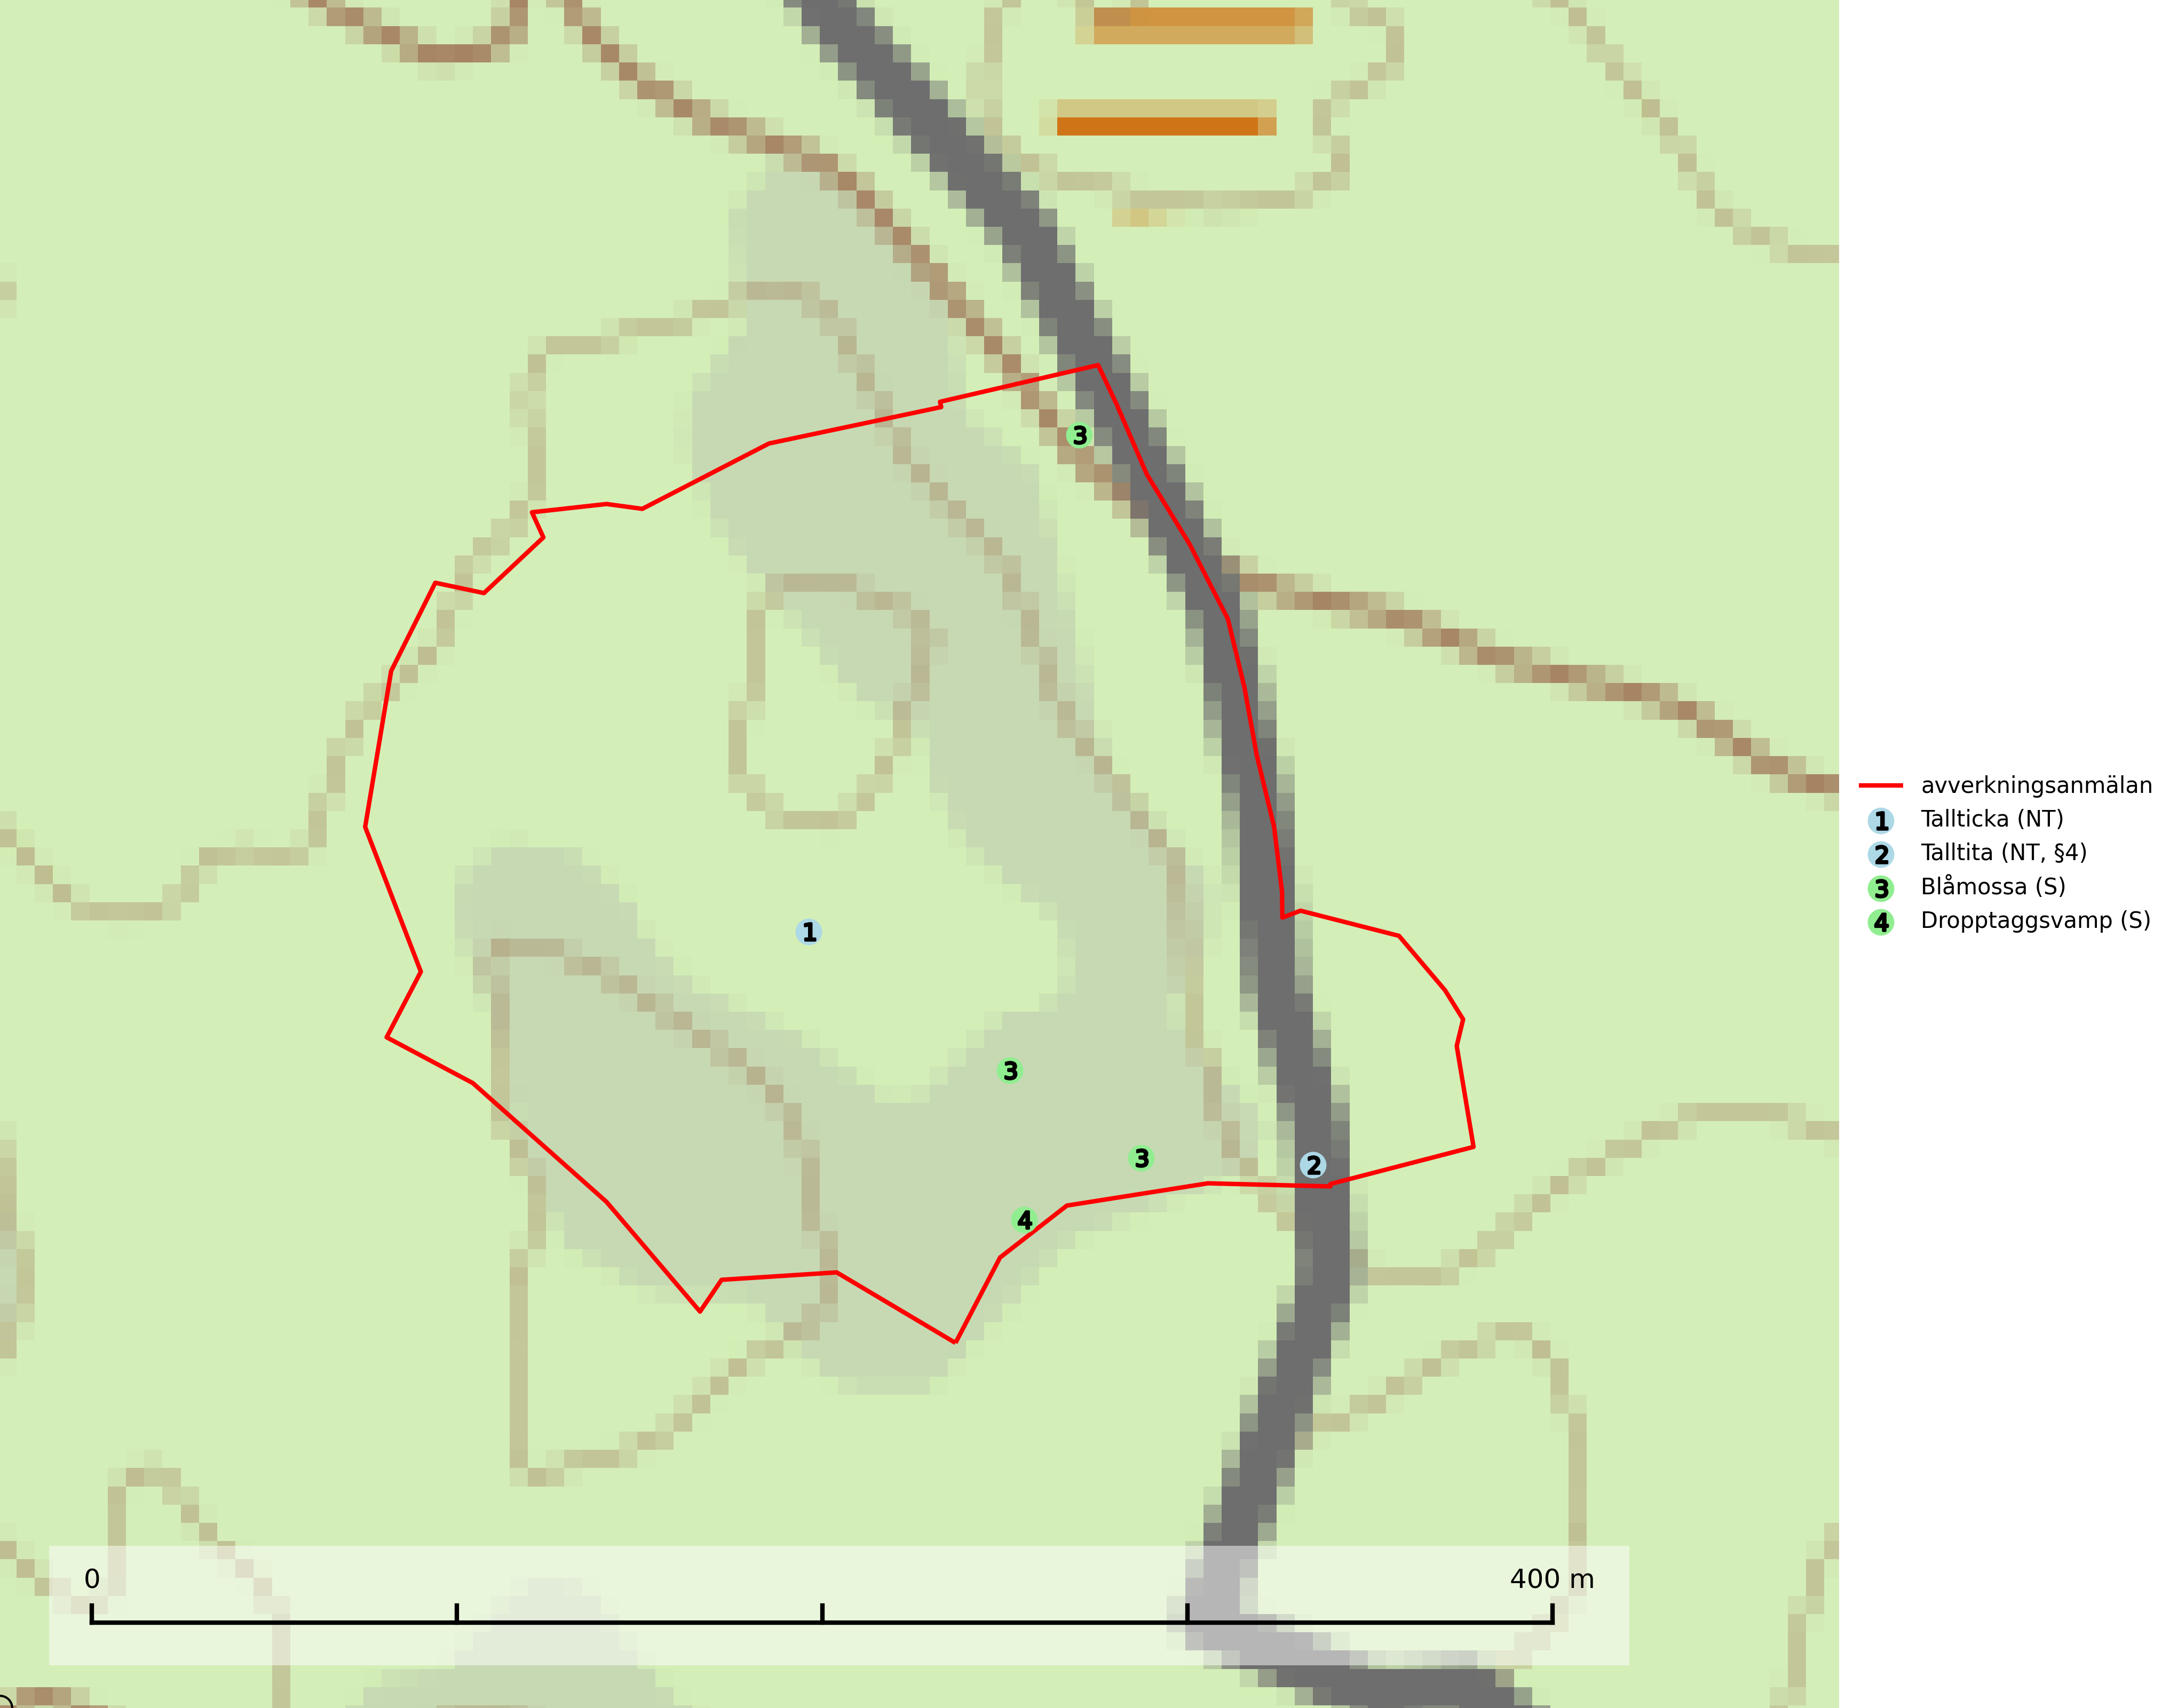 3
1
3
3
2
4
avverkningsanmälan
1 Tallticka (NT)
2 Talltita (NT, §4)
3 Blåmossa (S)
4 Dropptaggsvamp (S)
0 400 m